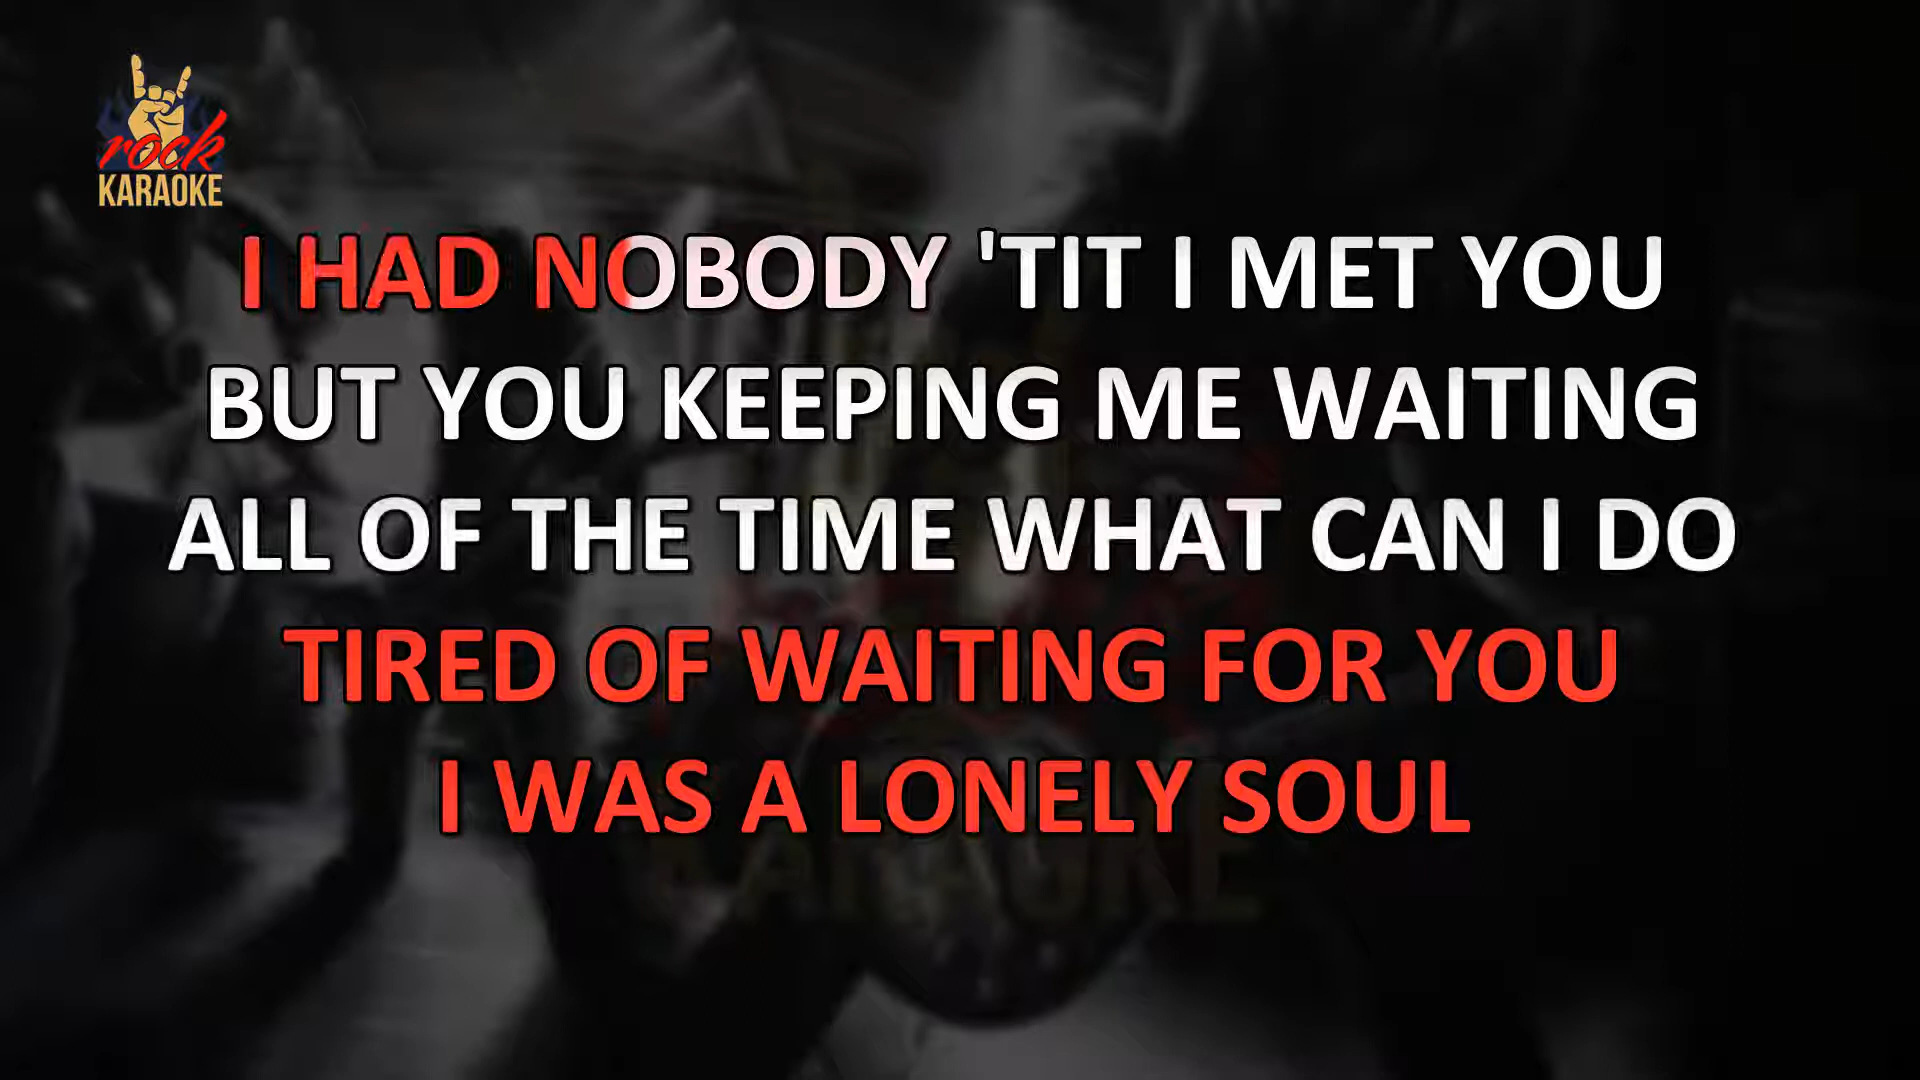 rock
KARAOKE
I HAD NOBODY 'TIT I MET YOU
BUT YOU KEEPING ME WAITING
ALL OF THE TIME WHAT CAN I DO
TIRED OF WAITING FOR YOU
I WAS A LONELY SOUL
KARAOKE